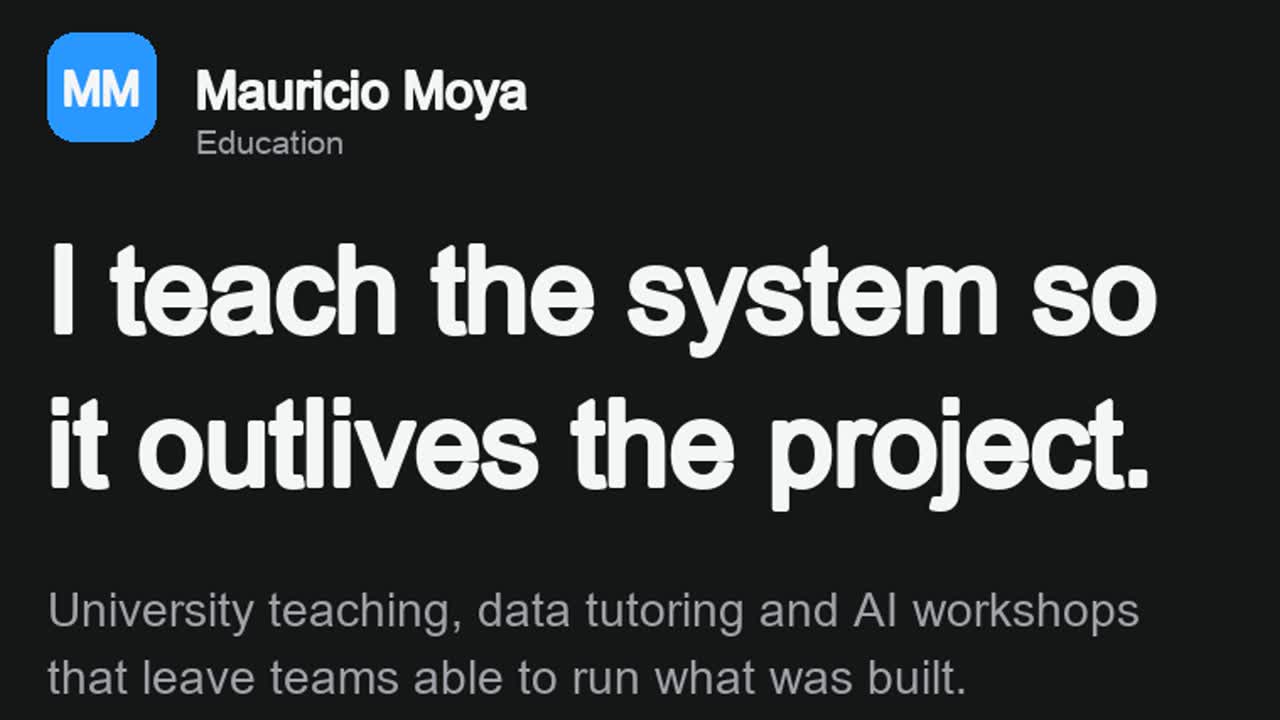 MM
Mauricio Moya
Education
I teach the system so
it outlives the project.
University teaching, data tutoring and AI workshops
that leave teams able to run what was built.